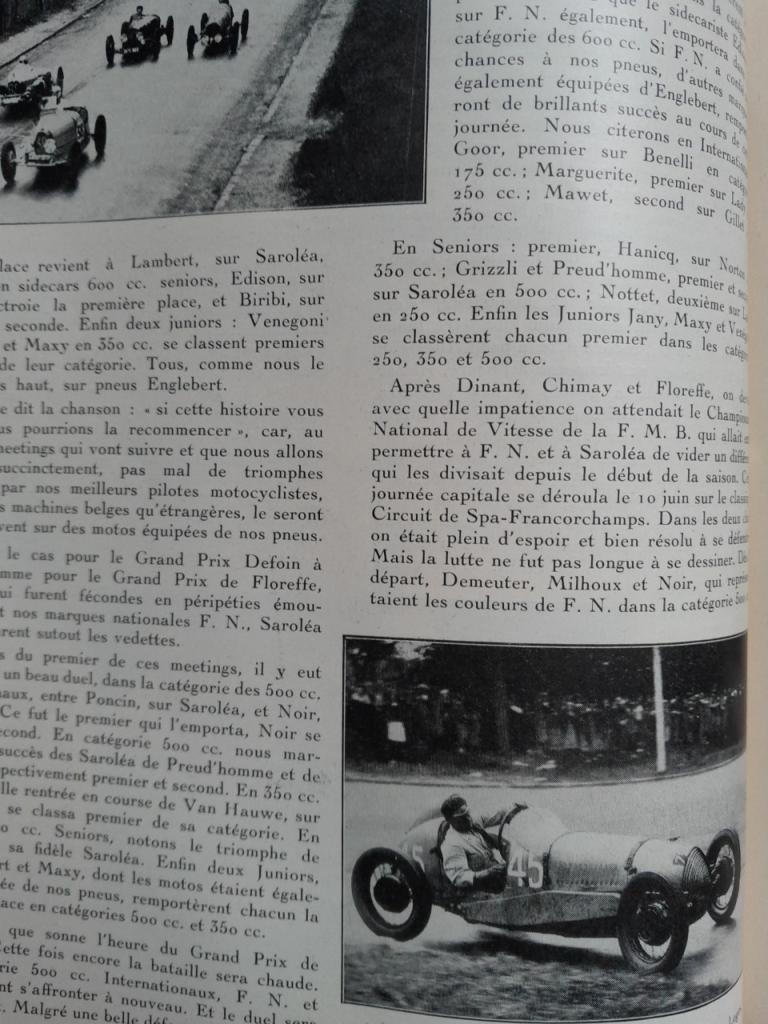 lace revient à Lambert, sur Saroléa,
n sidecars 600 cc. seniors, Edison, sur
ctroie la première place, et Biribi, sur
seconde. Enfin deux juniors : Venegoni
et Maxy en 350 cc. se classent premiers
de leur catégorie. Tous, comme nous le
s haut, sur pneus Englebert.
e dit la chanson : « si cette histoire vous
us pourrions la recommencer », car, au
neetings qui vont suivre et que nous allons
succinctement, pas mal de triomphes
par nos meilleurs pilotes motocyclistes,
s machines belges qu'étrangères, le seront
vent sur des motos équipées de nos pneus.
le cas pour le Grand Prix Defoin à
mme pour le Grand Prix de Floreffe,
ui furent fécondes en péripéties émou-
t nos marques nationales F. N., Saroléa
rent sutout les vedettes.
s du premier de ces meetings, il y eut
un beau duel, dans la catégorie des 500 cc.
naux, entre Poncin, sur Saroléa, et Noir,
Ce fut le premier qui l'emporta, Noir se
cond. En catégorie 500 cc. nous mar-
succès des Saroléa de Preud'homme et de
pectivement premier et second. En 350 cc.
lle rentrée en course de Van Hauwe, sur
se classa premier de sa catégorie. En
o cc. Seniors, notons le triomphe de
sa fidèle Saroléa. Enfin deux Juniors,
rt et Maxy, dont les motos étaient égale-
ée de nos pneus, remportèrent chacun la
lace en catégories 500 cc. et 350 cc.
que sonne l'heure du Grand Prix de
ette fois encore la bataille sera chaude.
rie 500 cc. Internationaux, F. N. et
nt s'affronter à nouveau. Et le duel sera
Malgré une belle
que le sidecariste
sur F. N. également, l'emportera
catégorie des 600 cc. Si F. N. a
chances à nos pneus, d'autres
également équipées d'Englebert,
ront de brillants succès au cours de
journée. Nous citerons en Internation
Goor, premier sur Benelli en caté
175 cc. ; Marguerite, premier sur Lady
250 cc. ; Mawet, second sur Gillet
350 cc.
En Seniors : premier, Hanicq, sur Norton
350 cc. ; Grizzli et Preud'homme, premier et
sur Saroléa en 500 cc. ; Nottet, deuxième sur
en 250 cc. Enfin les Juniors Jany, Maxy et
se classèrent chacun premier dans les caté
250, 350 et 500 cc.
Après Dinant, Chimay et Floreffe, on
avec quelle impatience on attendait le Champion
National de Vitesse de la F. M. B. qui allait
permettre à F. N. et à Saroléa de vider un
qui les divisait depuis le début de la saison.
journée capitale se déroula le 10 juin sur le
Circuit de Spa-Francorchamps. Dans les deux
on était plein d'espoir et bien résolu à se
Mais la lutte ne fut pas longue à se dessiner.
départ, Demeuter, Milhoux et Noir, qui représen
taient les couleurs de F. N. dans la catégorie 500
45